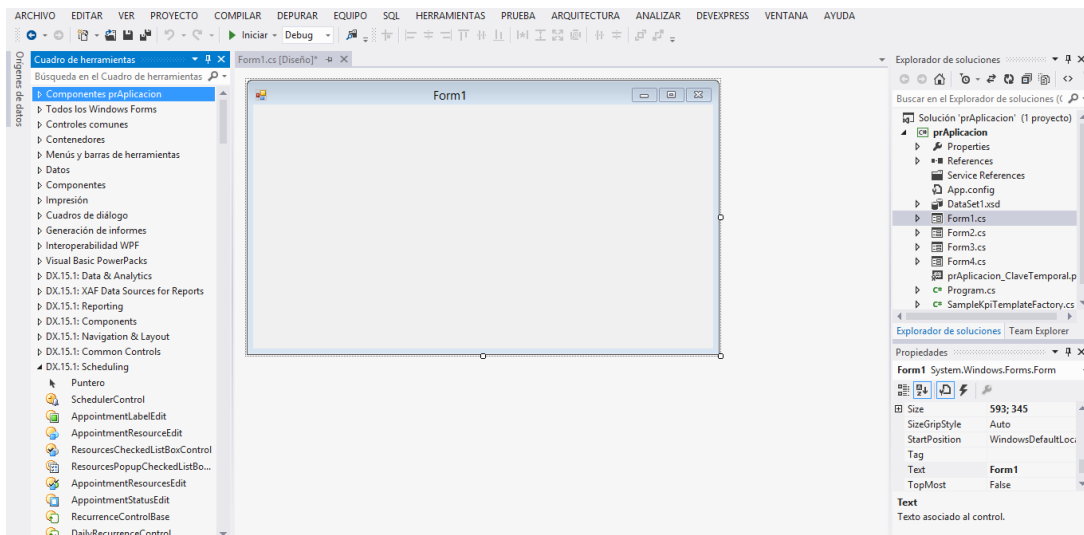 ARCHIVO EDITAR VER PROYECTO COMPILAR DEPURAR EQUIPO SQL HERRAMIENTAS PRUEBA ARQUITECTURA ANALIZAR DEVEXPRESS VENTANA AYUDA
Iniciar Debug
Orígenes de datos
Cuadro de herramientas
Búsqueda en el Cuadro de herramientas
Componentes prAplicacion
Todos los Windows Forms
Controles comunes
Contenedores
Menús y barras de herramientas
Datos
Componentes
Impresión
Cuadros de diálogo
Generación de informes
Interoperabilidad WPF
Visual Basic PowerPacks
DX.15.1: Data & Analytics
DX.15.1: XAF Data Sources for Reports
DX.15.1: Reporting
DX.15.1: Components
DX.15.1: Navigation & Layout
DX.15.1: Common Controls
DX.15.1: Scheduling
Puntero
SchedulerControl
AppointmentLabelEdit
AppointmentResourceEdit
ResourcesCheckedListBoxControl
ResourcesPopupCheckedListBo...
AppointmentResourcesEdit
AppointmentStatusEdit
RecurrenceControlBase
DailyRecurrenceControl
Form1.cs [Diseño]*
Form1
Explorador de soluciones
Buscar en el Explorador de soluciones (
Solución 'prAplicacion' (1 proyecto)
prAplicacion
Properties
References
Service References
App.config
DataSet1.xsd
Form1.cs
Form2.cs
Form3.cs
Form4.cs
prAplicacion_ClaveTemporal.p
Program.cs
SampleKpiTemplateFactory.cs
Explorador de soluciones Team Explorer
Propiedades
Form1 System.Windows.Forms.Form
Size 593; 345
SizeGripStyle Auto
StartPosition WindowsDefaultLoca
Tag
Text Form1
TopMost False
Text
Texto asociado al control.